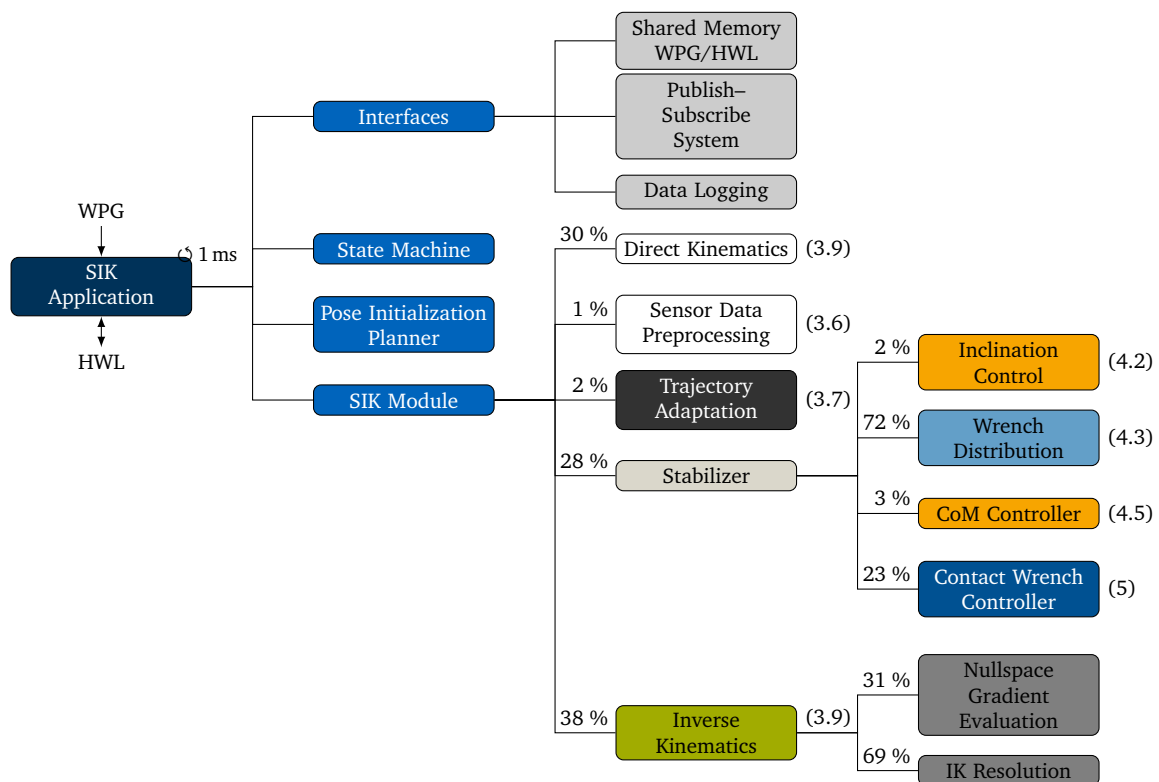 Shared Memory
WPG/HWL
Interfaces
Publish–
Subscribe
System
Data Logging
WPG
↺ 1 ms
SIK
Application
HWL
State Machine
Pose Initialization
Planner
SIK Module
30 % Direct Kinematics (3.9)
1 % Sensor Data
Preprocessing
(3.6)
2 % Trajectory
Adaptation
(3.7)
28 % Stabilizer
2 % Inclination
Control
(4.2)
72 % Wrench
Distribution
(4.3)
3 % CoM Controller (4.5)
23 % Contact Wrench
Controller
(5)
38 % Inverse
Kinematics
(3.9)
31 % Nullspace
Gradient
Evaluation
69 % IK Resolution